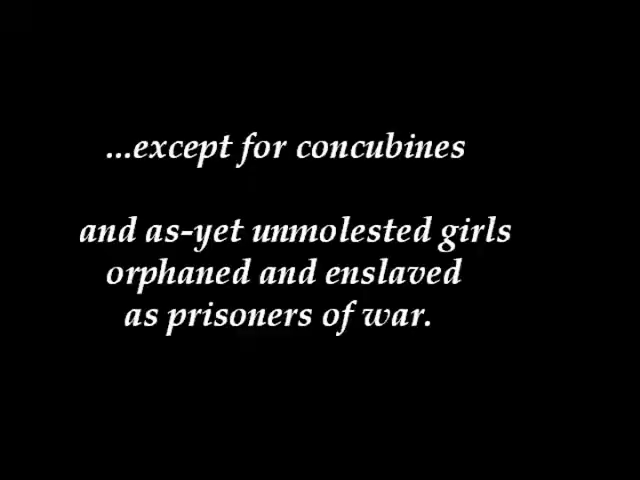 ...except for concubines
and as-yet unmolested girls
orphaned and enslaved
as prisoners of war.